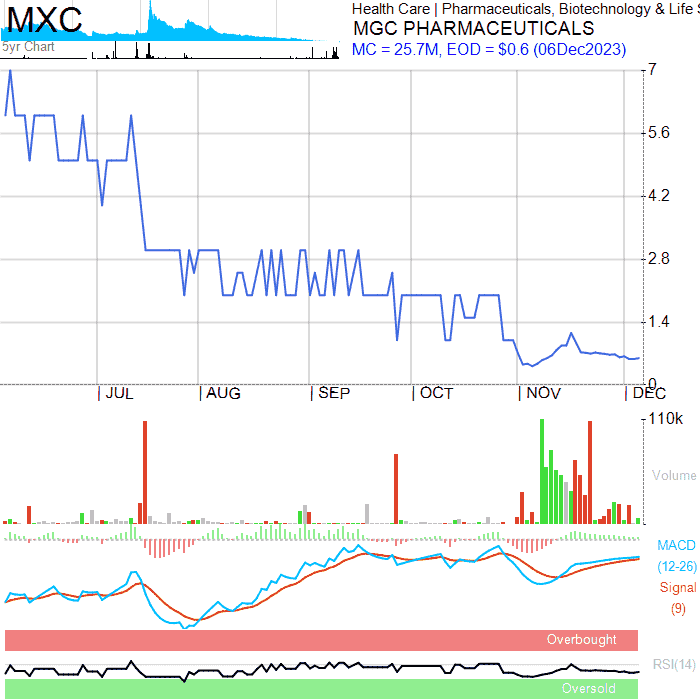 MXC
Health Care | Pharmaceuticals, Biotechnology & Life S
MGC PHARMACEUTICALS
5yr Chart
MC = 25.7M, EOD = $0.6 (06Dec2023)
7
5.6
4.2
2.8
1.4
0
JUL AUG SEP OCT NOV DEC
110k
Volume
MACD
(12-26)
Signal
(9)
Overbought
RSI(14)
Oversold